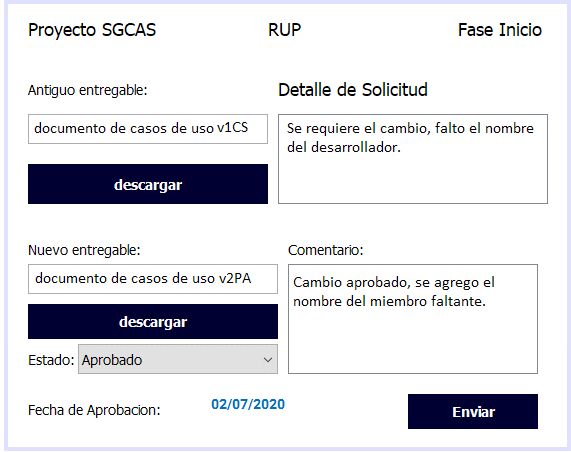 Proyecto SGCAS RUP Fase Inicio
Antiguo entregable:
documento de casos de uso v1CS
descargar
Detalle de Solicitud
Se requiere el cambio, falto el nombre
del desarrollador.
Nuevo entregable:
documento de casos de uso v2PA
descargar
Estado: Aprobado
Comentario:
Cambio aprobado, se agrego el
nombre del miembro faltante.
Fecha de Aprobacion: 02/07/2020
Enviar